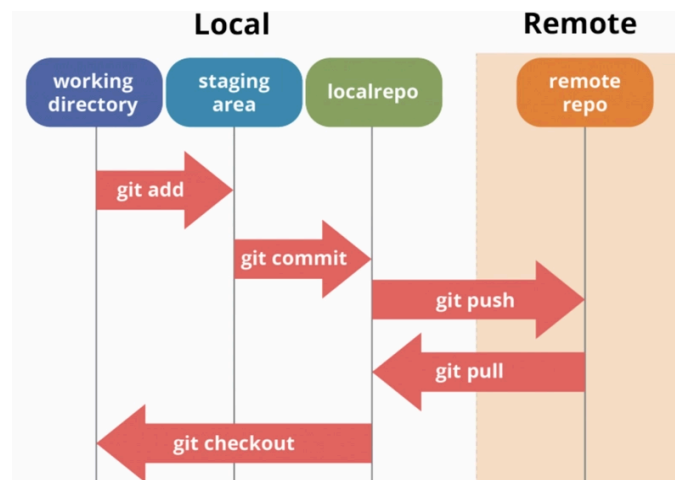 Local
Remote
working
directory
staging
area
localrepo
remote
repo
git add
git commit
git push
git pull
git checkout